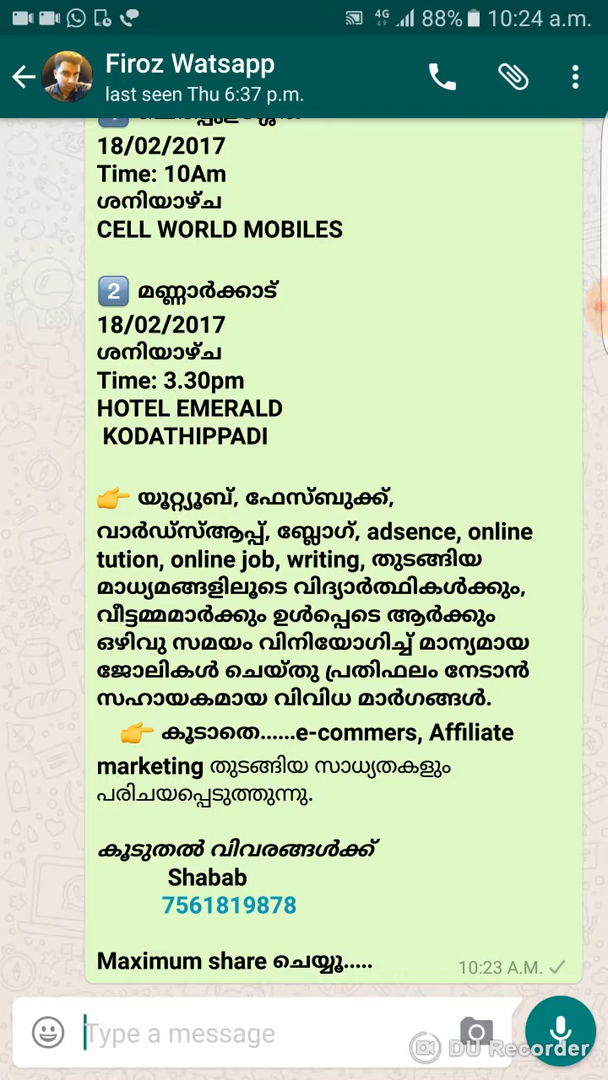 4G 88% 10:24 a.m.
Firoz Watsapp
last seen Thu 6:37 p.m.
18/02/2017
Time: 10Am
ശനിയാഴ്ച
CELL WORLD MOBILES
2 മണ്ണാർക്കാട്
18/02/2017
ശനിയാഴ്ച
Time: 3.30pm
HOTEL EMERALD
KODATHIPPADI
👉 യൂറ്റ്യൂബ്, ഫേസ്ബുക്ക്,
വാർഡ്സ്ആപ്പ്, ബ്ലോഗ്, adsence, online
tution, online job, writing, തുടങ്ങിയ
മാധ്യമങ്ങളിലൂടെ വിദ്യാർത്ഥികൾക്കും,
വീട്ടമ്മമാർക്കും ഉൾപ്പെടെ ആർക്കും
ഒഴിവു സമയം വിനിയോഗിച്ച് മാന്യമായ
ജോലികൾ ചെയ്തു പ്രതിഫലം നേടാൻ
സഹായകമായ വിവിധ മാർഗങ്ങൾ.
👉 കൂടാതെ......e-commers, Affiliate
marketing തുടങ്ങിയ സാധ്യതകളും
പരിചയപ്പെടുത്തുന്നു.
കൂടുതൽ വിവരങ്ങൾക്ക്
Shabab
7561819878
Maximum share ചെയ്യൂ.....
10:23 A.M.
Type a message
DU Recorder